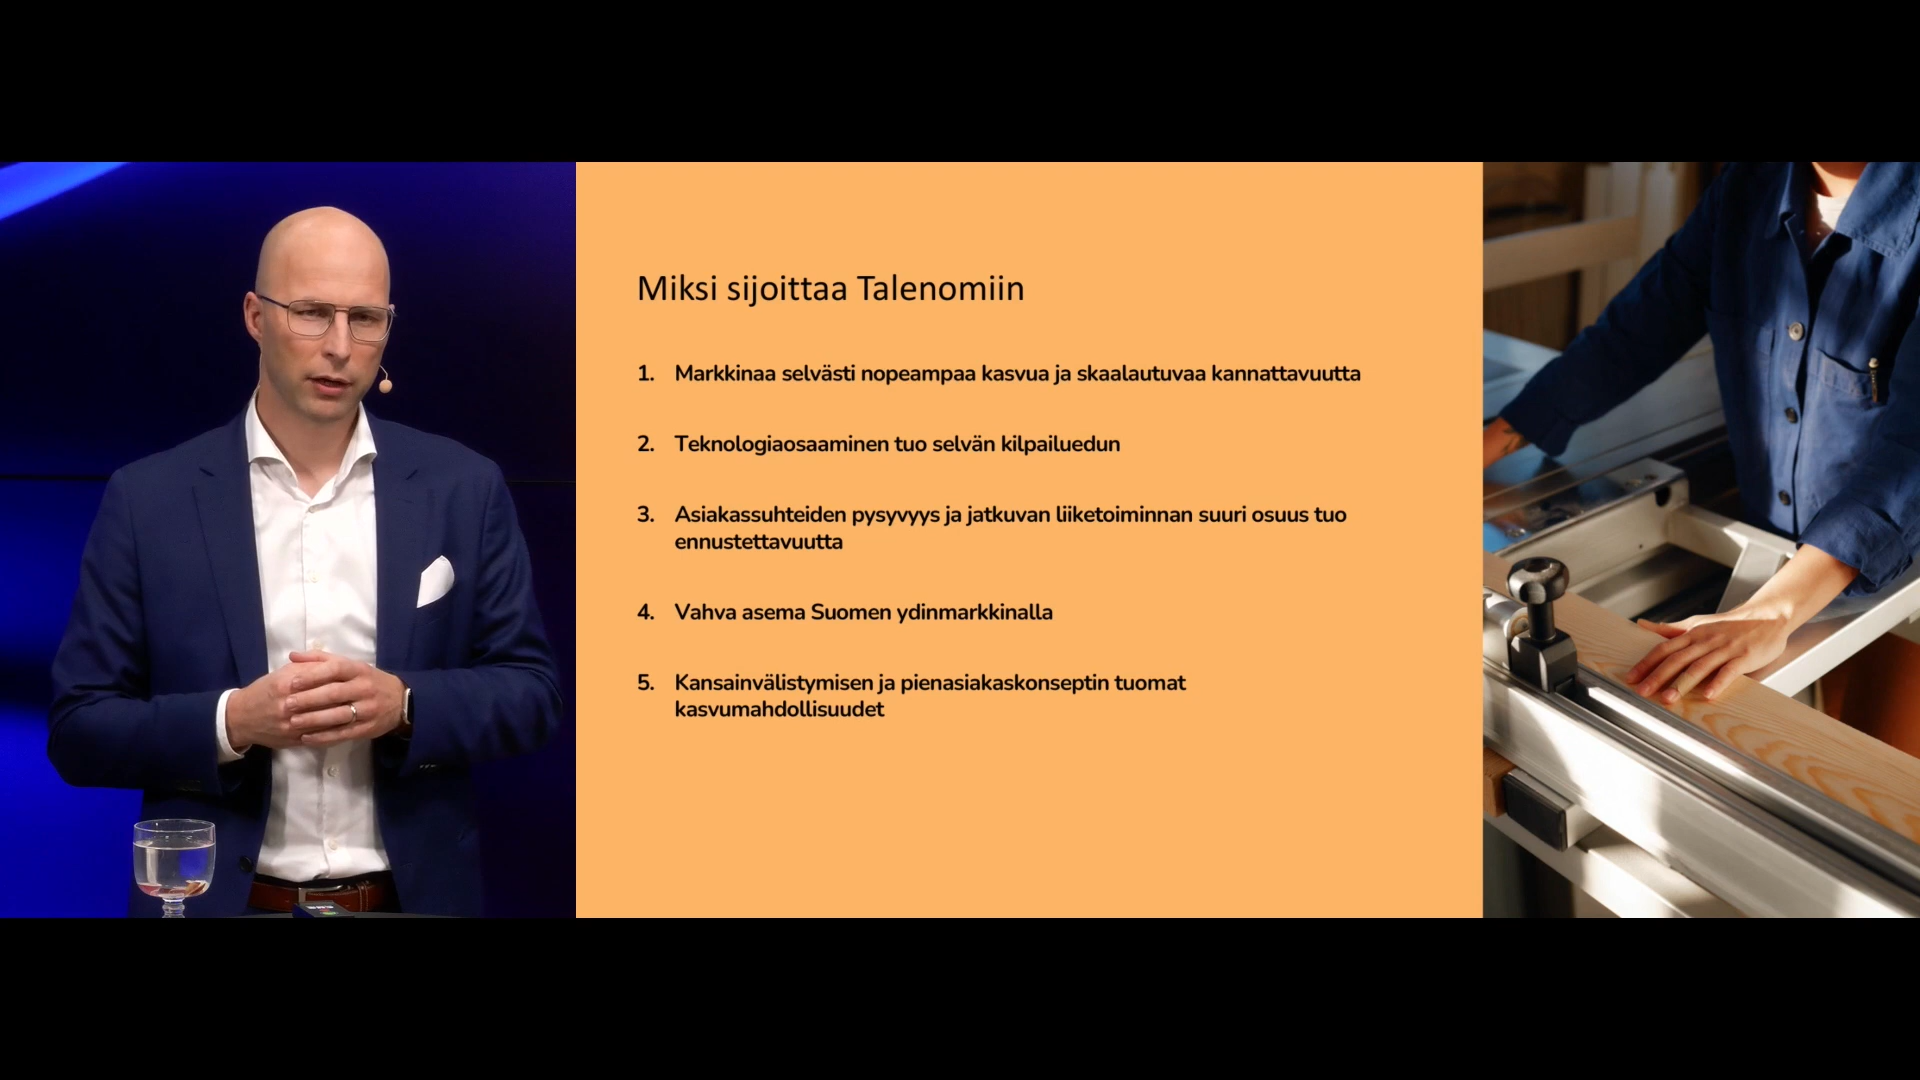 Miksi sijoittaa Talenomiin
1. Markkinaa selvästi nopeampaa kasvua ja skaalautuvaa kannattavuutta
2. Teknologiaosaaminen tuo selvän kilpailuedun
3. Asiakassuhteiden pysyvyys ja jatkuvan liiketoiminnan suuri osuus tuo
ennustettavuutta
4. Vahva asema Suomen ydinmarkkinalla
5. Kansainvälistymisen ja pienasiakaskonseptin tuomat
kasvumahdollisuudet